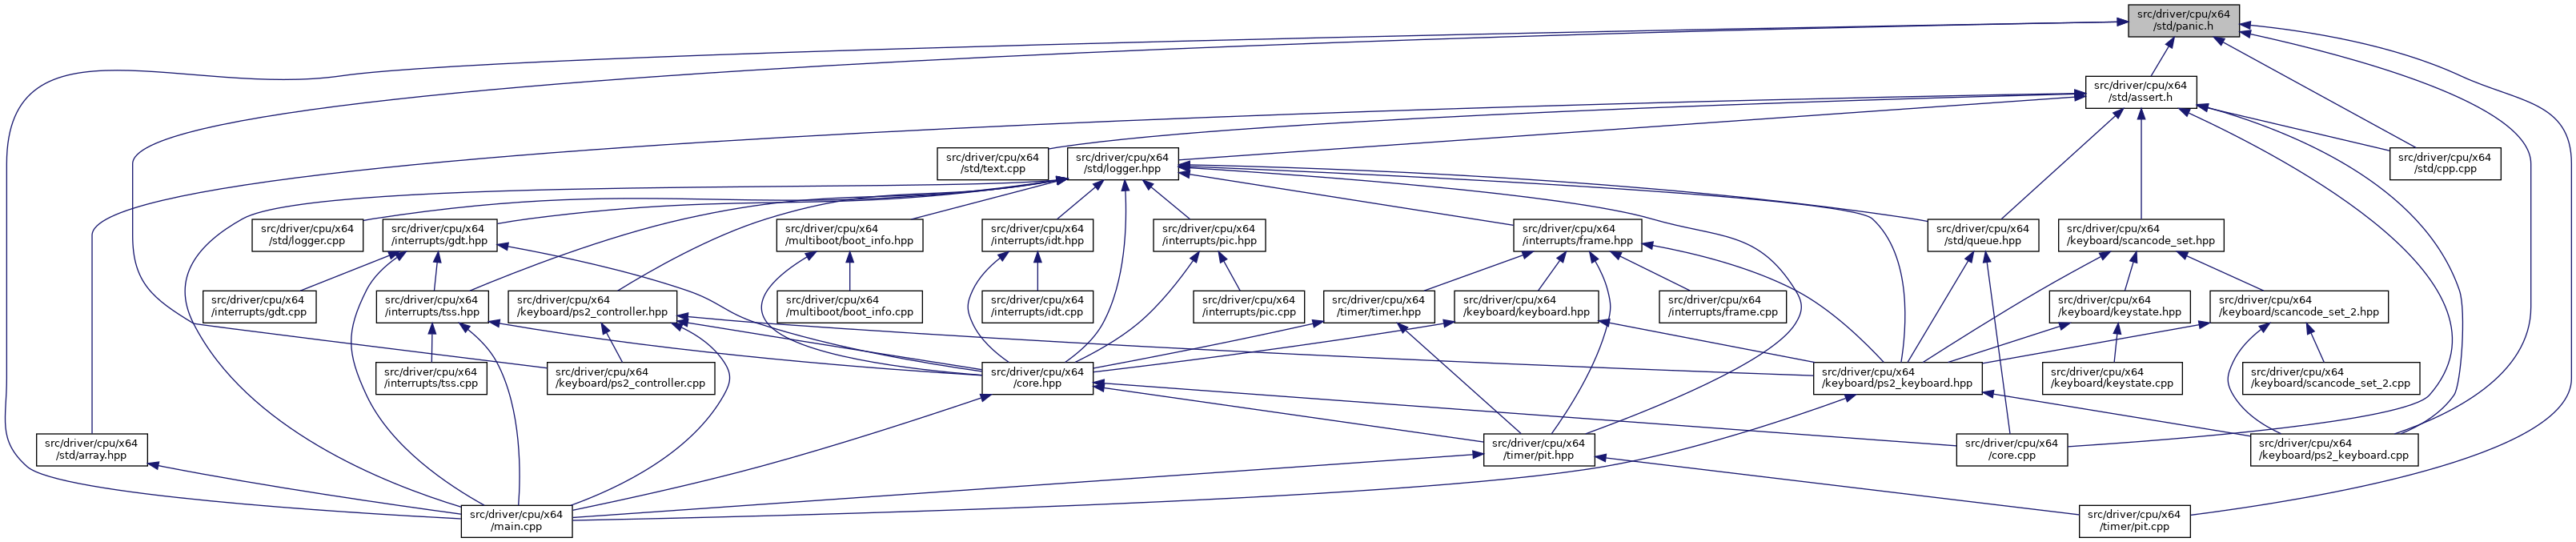 src/driver/cpu/x64
/std/panic.h
src/driver/cpu/x64
/std/assert.h
src/driver/cpu/x64
/std/text.cpp
src/driver/cpu/x64
/std/logger.hpp
src/driver/cpu/x64
/std/cpp.cpp
src/driver/cpu/x64
/std/logger.cpp
src/driver/cpu/x64
/interrupts/gdt.hpp
src/driver/cpu/x64
/multiboot/boot_info.hpp
src/driver/cpu/x64
/interrupts/idt.hpp
src/driver/cpu/x64
/interrupts/pic.hpp
src/driver/cpu/x64
/interrupts/frame.hpp
src/driver/cpu/x64
/std/queue.hpp
src/driver/cpu/x64
/keyboard/scancode_set.hpp
src/driver/cpu/x64
/interrupts/gdt.cpp
src/driver/cpu/x64
/interrupts/tss.hpp
src/driver/cpu/x64
/keyboard/ps2_controller.hpp
src/driver/cpu/x64
/multiboot/boot_info.cpp
src/driver/cpu/x64
/interrupts/idt.cpp
src/driver/cpu/x64
/interrupts/pic.cpp
src/driver/cpu/x64
/timer/timer.hpp
src/driver/cpu/x64
/keyboard/keyboard.hpp
src/driver/cpu/x64
/interrupts/frame.cpp
src/driver/cpu/x64
/keyboard/keystate.hpp
src/driver/cpu/x64
/keyboard/scancode_set_2.hpp
src/driver/cpu/x64
/interrupts/tss.cpp
src/driver/cpu/x64
/keyboard/ps2_controller.cpp
src/driver/cpu/x64
/core.hpp
src/driver/cpu/x64
/keyboard/ps2_keyboard.hpp
src/driver/cpu/x64
/keyboard/keystate.cpp
src/driver/cpu/x64
/keyboard/scancode_set_2.cpp
src/driver/cpu/x64
/std/array.hpp
src/driver/cpu/x64
/timer/pit.hpp
src/driver/cpu/x64
/core.cpp
src/driver/cpu/x64
/keyboard/ps2_keyboard.cpp
src/driver/cpu/x64
/main.cpp
src/driver/cpu/x64
/timer/pit.cpp